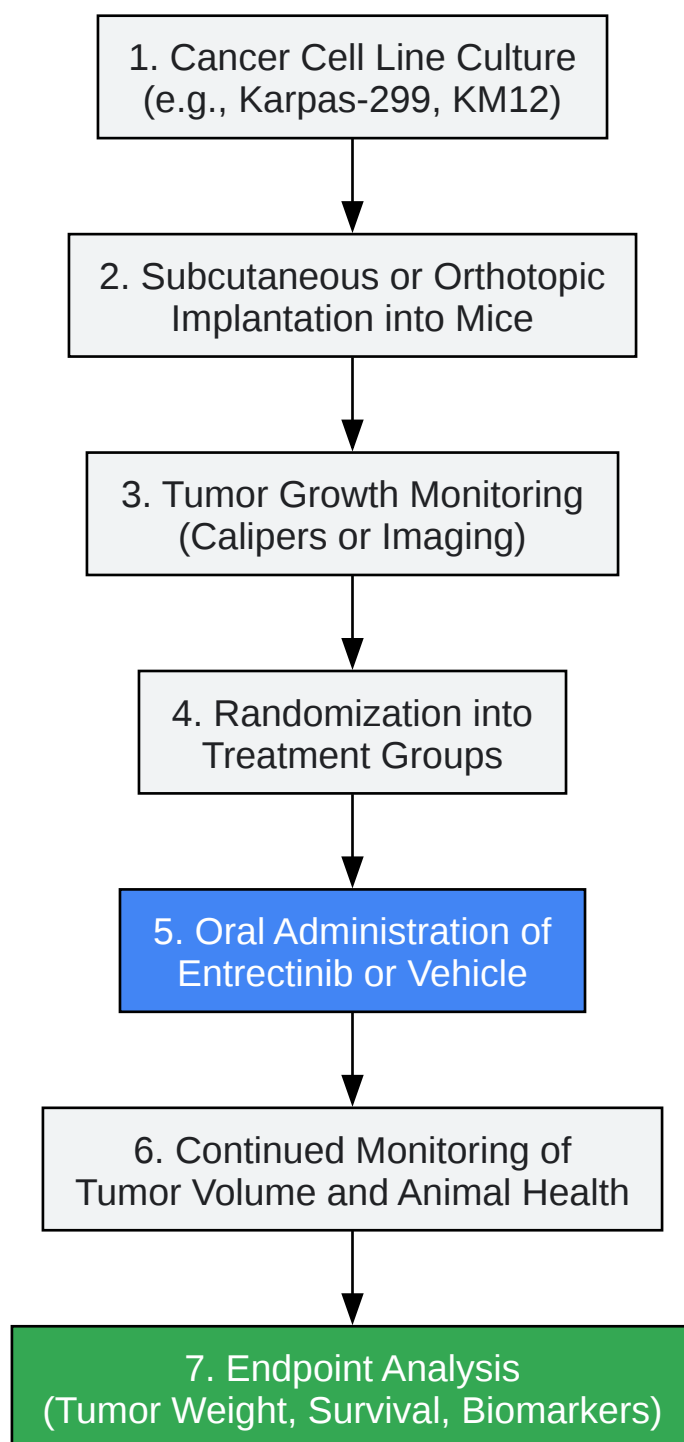 1. Cancer Cell Line Culture
(e.g., Karpas-299, KM12)
2. Subcutaneous or Orthotopic
Implantation into Mice
3. Tumor Growth Monitoring
(Calipers or Imaging)
4. Randomization into
Treatment Groups
5. Oral Administration of
Entrectinib or Vehicle
6. Continued Monitoring of
Tumor Volume and Animal Health
7. Endpoint Analysis
(Tumor Weight, Survival, Biomarkers)